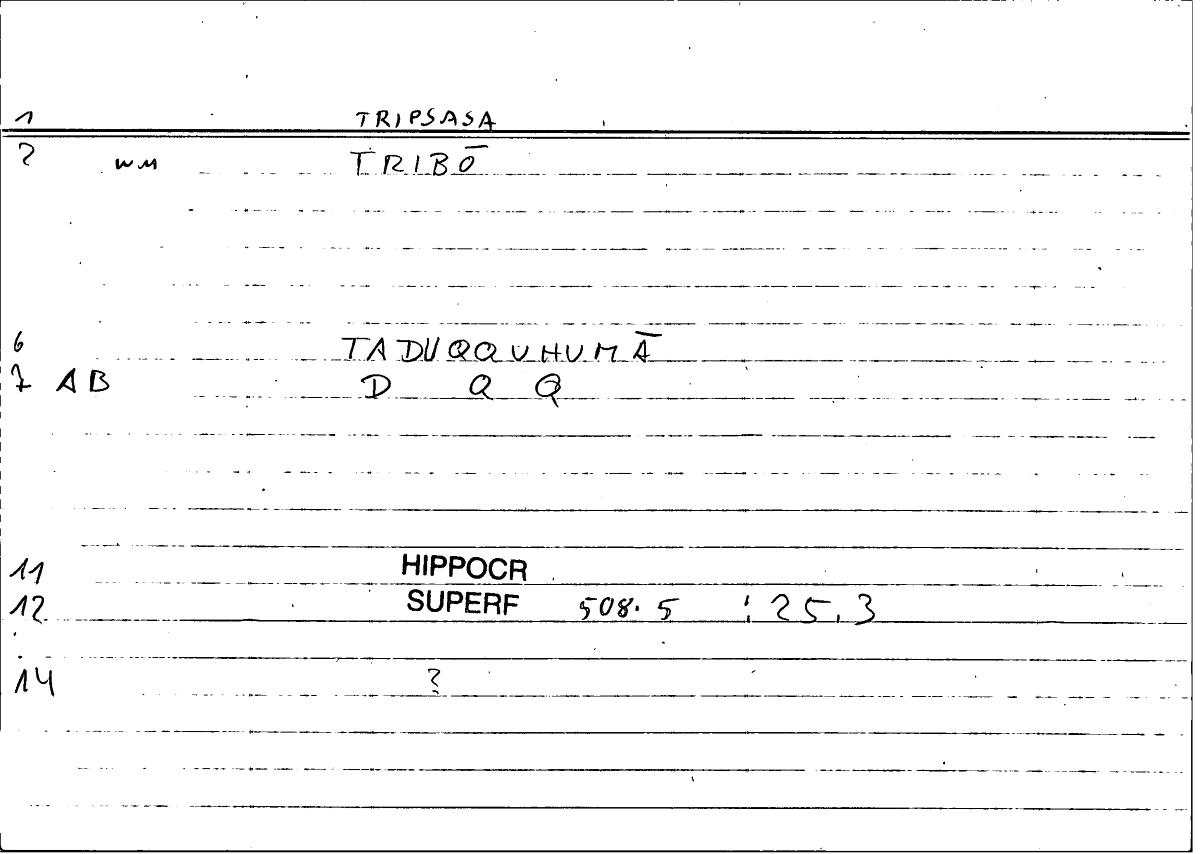 1 TRIPSASA
2 WM TRIBŌ
6 TADUQQUHUMĀ
7 AB D Q Q
11 HIPPOCR
12 SUPERF 508.5 : 25.3
14 ?